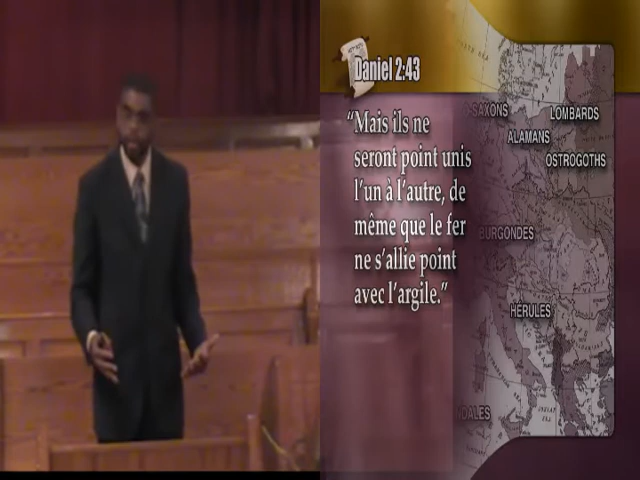 Daniel 2:43
“Mais ils ne
seront point unis
l’un à l’autre, de
même que le fer
ne s’allie point
avec l’argile.”
SAXONS
LOMBARDS
ALAMANS
OSTROGOTHS
BURGONDES
HÉRULES